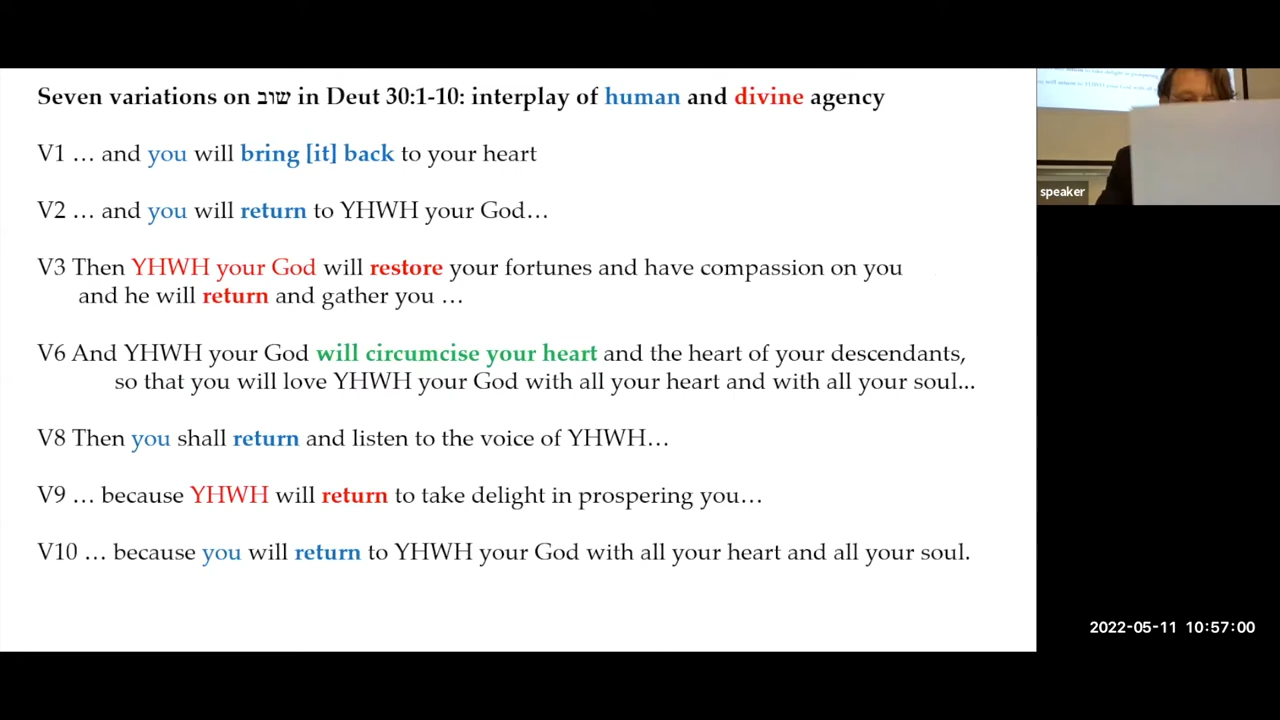 Seven variations on שוב in Deut 30:1-10: interplay of human and divine agency
V1 … and you will bring [it] back to your heart
V2 … and you will return to YHWH your God…
V3 Then YHWH your God will restore your fortunes and have compassion on you
and he will return and gather you …
V6 And YHWH your God will circumcise your heart and the heart of your descendants,
so that you will love YHWH your God with all your heart and with all your soul...
V8 Then you shall return and listen to the voice of YHWH…
V9 … because YHWH will return to take delight in prospering you…
V10 … because you will return to YHWH your God with all your heart and all your soul.
speaker
2022-05-11 10:57:00